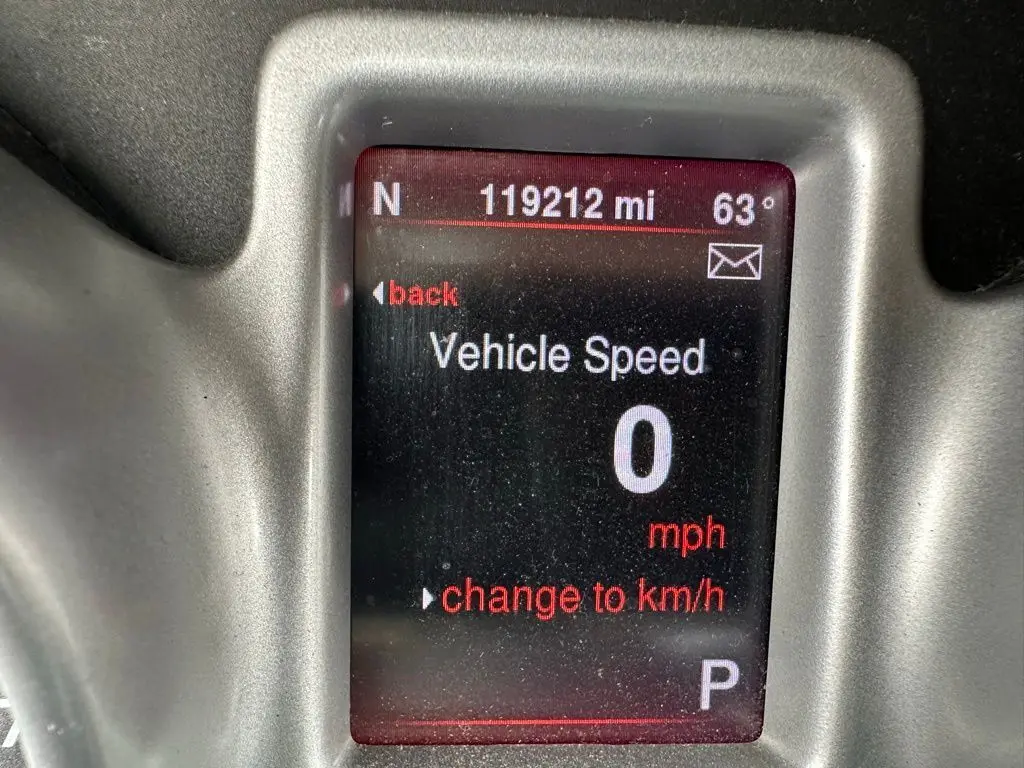 N 119212 mi 63°
back
Vehicle Speed
0
mph
change to km/h
P